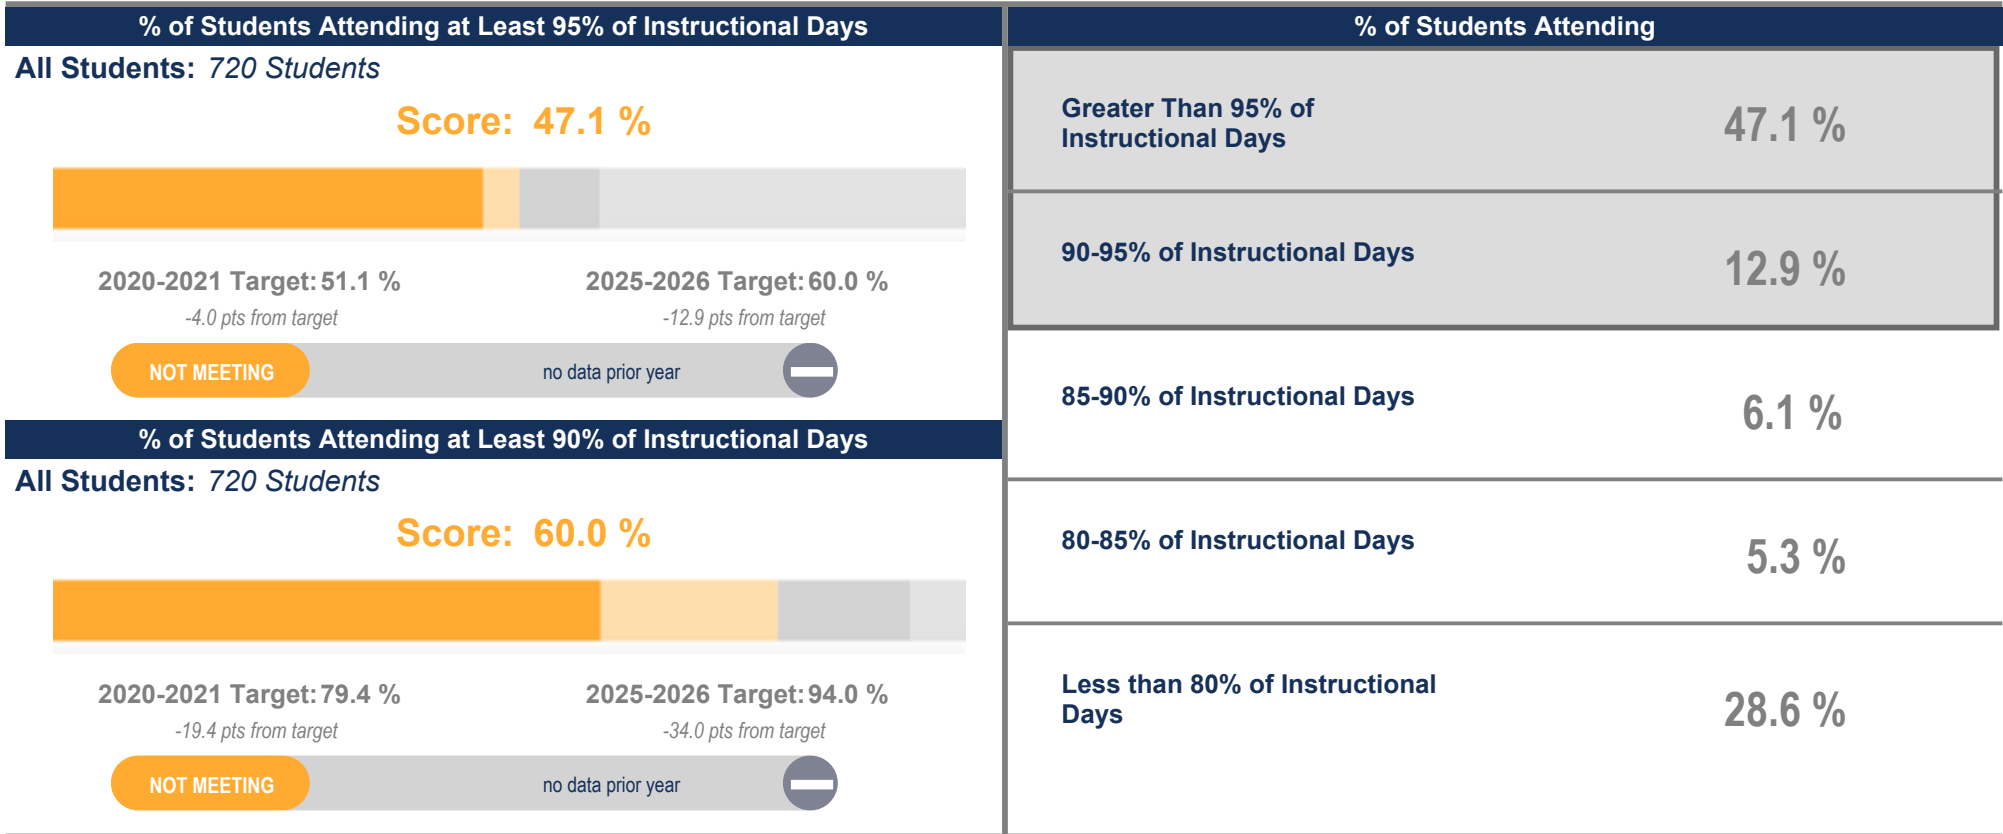 % of Students Attending at Least 95% of Instructional Days
All Students: 720 Students
Score: 47.1 %
2020-2021 Target: 51.1 %
-4.0 pts from target
2025-2026 Target: 60.0 %
-12.9 pts from target
NOT MEETING
no data prior year
% of Students Attending at Least 90% of Instructional Days
All Students: 720 Students
Score: 60.0 %
2020-2021 Target: 79.4 %
-19.4 pts from target
2025-2026 Target: 94.0 %
-34.0 pts from target
NOT MEETING
no data prior year
% of Students Attending
Greater Than 95% of
Instructional Days
47.1 %
90-95% of Instructional Days
12.9 %
85-90% of Instructional Days
6.1 %
80-85% of Instructional Days
5.3 %
Less than 80% of Instructional
Days
28.6 %